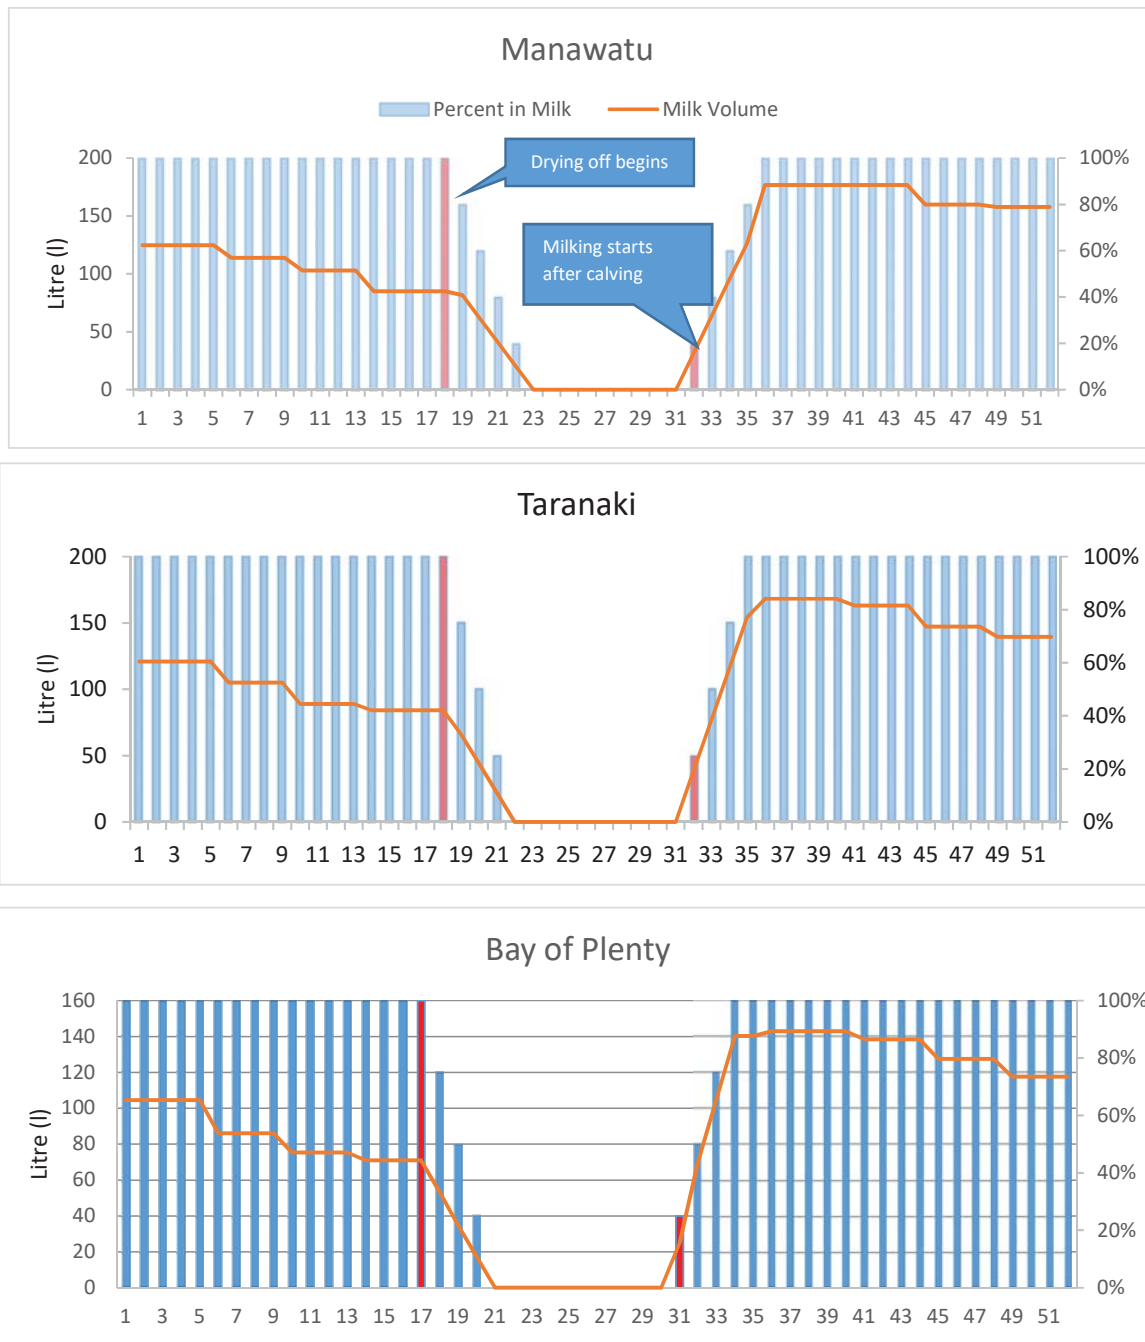 Manawatu
Percent in Milk Milk Volume
Drying off begins
Milking starts
after calving
Litre (l)
200
150
100
50
0
100%
80%
60%
40%
20%
0%
1 3 5 7 9 11 13 15 17 19 21 23 25 27 29 31 33 35 37 39 41 43 45 47 49 51
Taranaki
Litre (l)
200
150
100
50
0
100%
80%
60%
40%
20%
0%
1 3 5 7 9 11 13 15 17 19 21 23 25 27 29 31 33 35 37 39 41 43 45 47 49 51
Bay of Plenty
Litre (l)
160
140
120
100
80
60
40
20
0
100%
80%
60%
40%
20%
0%
1 3 5 7 9 11 13 15 17 19 21 23 25 27 29 31 33 35 37 39 41 43 45 47 49 51